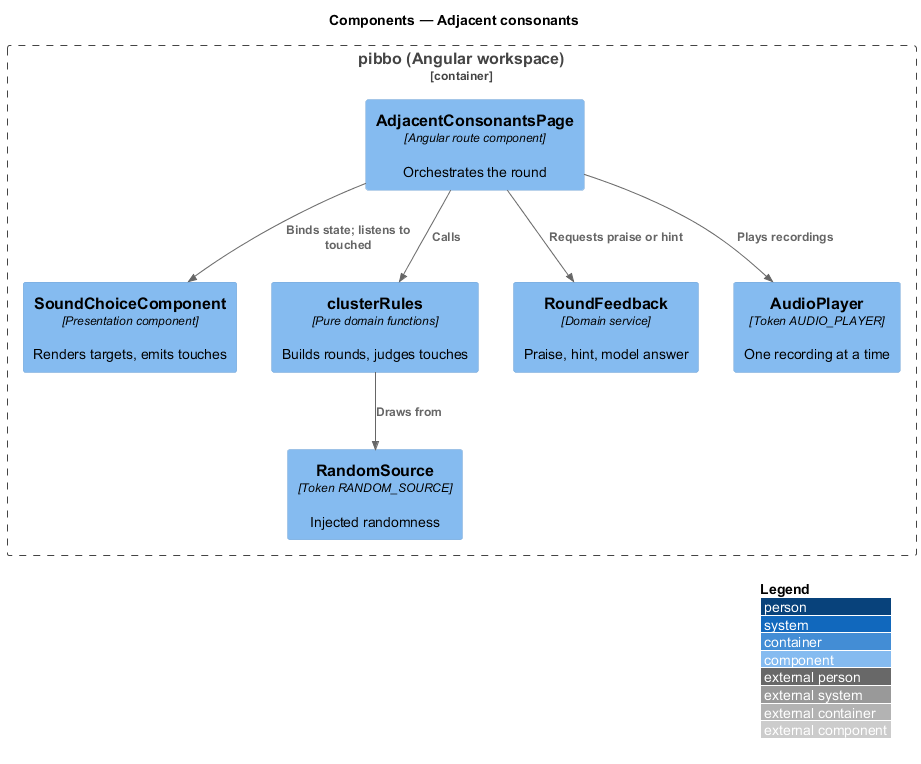 Components — Adjacent consonants
pibbo (Angular workspace)
[container]
AdjacentConsonantsPage
[Angular route component]
Orchestrates the round
Binds state; listens to
touched
Calls
Requests praise or hint
Plays recordings
SoundChoiceComponent
[Presentation component]
Renders targets, emits touches
clusterRules
[Pure domain functions]
Builds rounds, judges touches
RoundFeedback
[Domain service]
Praise, hint, model answer
AudioPlayer
[Token AUDIO_PLAYER]
One recording at a time
Draws from
RandomSource
[Token RANDOM_SOURCE]
Injected randomness
Legend
person
system
container
component
external person
external system
external container
external component